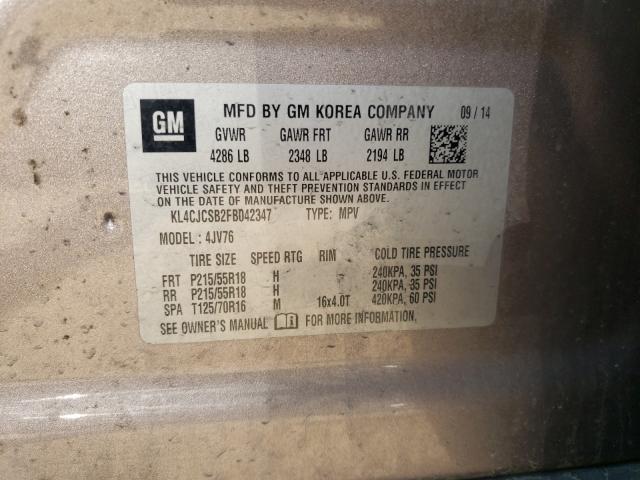 GM
MFD BY GM KOREA COMPANY 09/14
GVWR GAWR FRT GAWR RR
4286 LB 2348 LB 2194 LB
THIS VEHICLE CONFORMS TO ALL APPLICABLE U.S. FEDERAL MOTOR
VEHICLE SAFETY AND THEFT PREVENTION STANDARDS IN EFFECT
ON THE DATE OF MANUFACTURE SHOWN ABOVE.
KL4CJCSB2FB042347 TYPE: MPV
MODEL: 4JV76
TIRE SIZE SPEED RTG RIM COLD TIRE PRESSURE
FRT P215/55R18 H 240KPA, 35 PSI
RR P215/55R18 H 240KPA, 35 PSI
SPA T125/70R16 M 16x4.0T 420KPA, 60 PSI
SEE OWNER'S MANUAL FOR MORE INFORMATION.